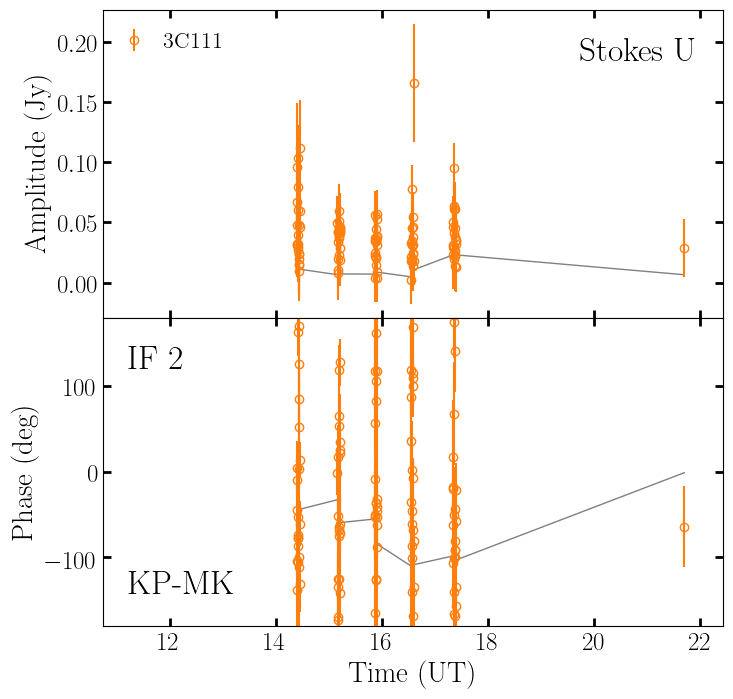 3C111
Stokes U
0.20
0.15
0.10
0.05
0.00
Amplitude (Jy)
IF 2
100
0
−100
Phase (deg)
KP-MK
12 14 16 18 20 22
Time (UT)